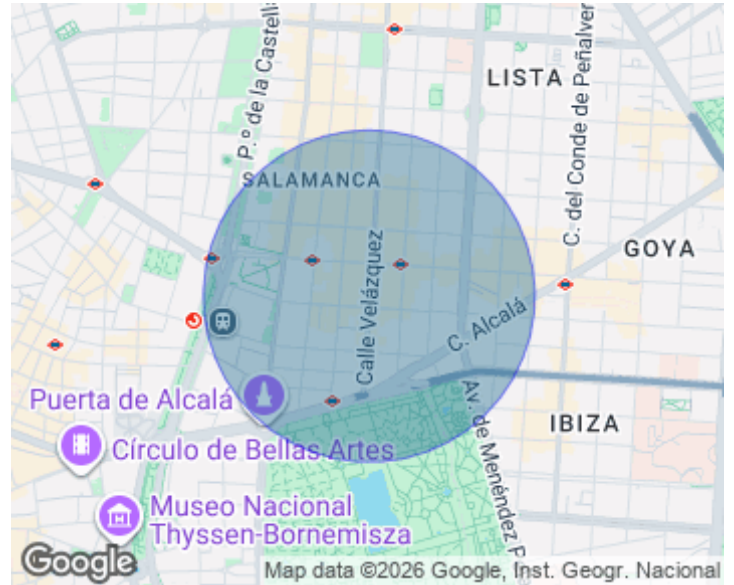 LISTA
P.º de la Castell
C. del Conde de Peñalver
SALAMANCA
GOYA
Calle Velázquez
C. Alcalá
Puerta de Alcalá
Av. de Menéndez P
IBIZA
Círculo de Bellas Artes
Museo Nacional
Thyssen-Bornemisza
Google
Map data ©2026 Google, Inst. Geogr. Nacional